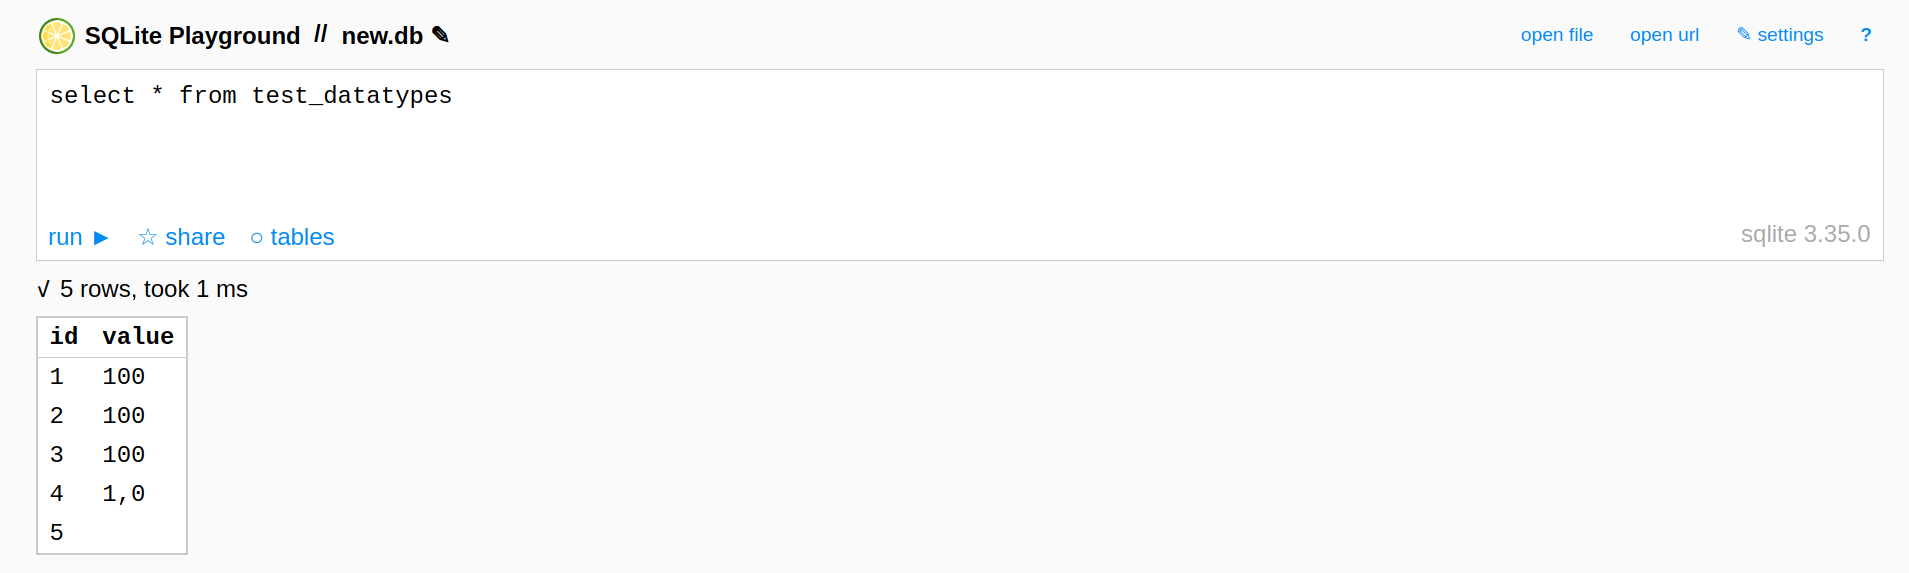 SQLite Playground // new.db ✎
open file open url ✎ settings ?
select * from test_datatypes
run ► ☆ share ○ tables
sqlite 3.35.0
√ 5 rows, took 1 ms
id value
1 100
2 100
3 100
4 1,0
5